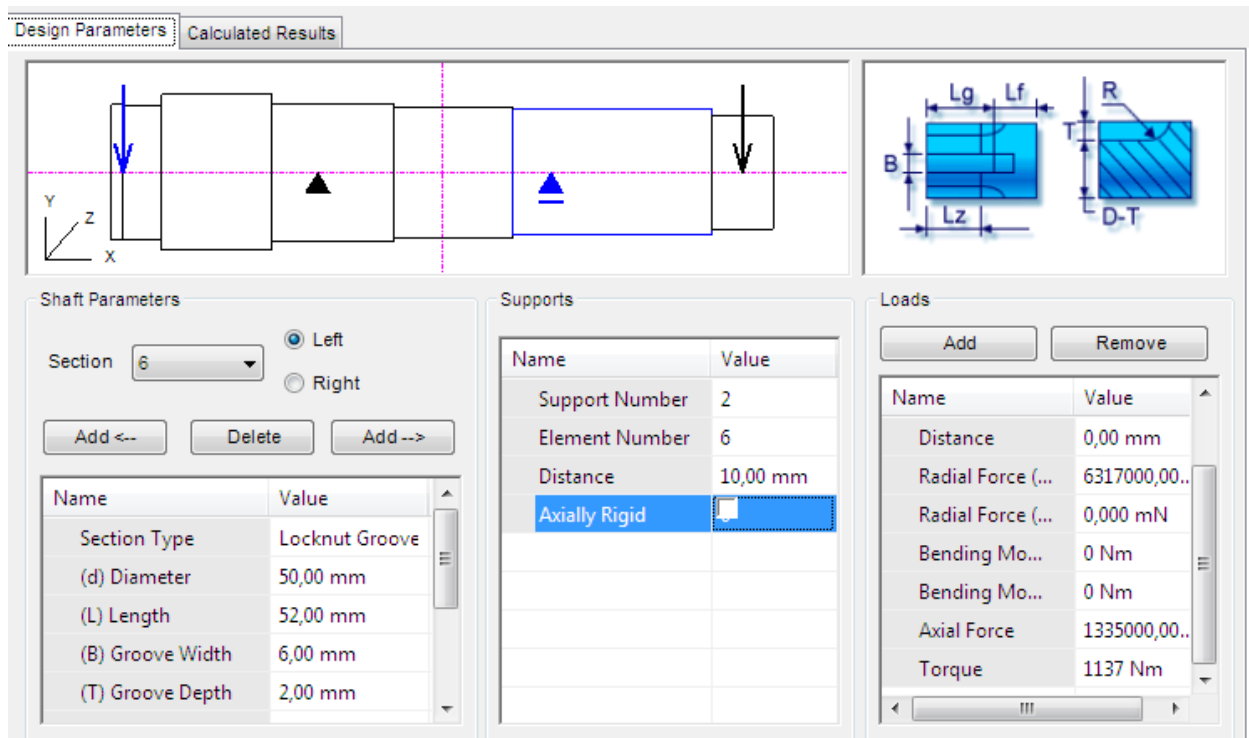 Design Parameters Calculated Results
Y
Z
X
Lg Lf R
T
B
Lz D-T
Shaft Parameters
Section 6
Left
Right
Add <-- Delete Add -->
Name Value
Section Type Locknut Groove
(d) Diameter 50,00 mm
(L) Length 52,00 mm
(B) Groove Width 6,00 mm
(T) Groove Depth 2,00 mm
Supports
Name Value
Support Number 2
Element Number 6
Distance 10,00 mm
Axially Rigid
Loads
Add Remove
Name Value
Distance 0,00 mm
Radial Force (... 6317000,00..
Radial Force (... 0,000 mN
Bending Mo... 0 Nm
Bending Mo... 0 Nm
Axial Force 1335000,00..
Torque 1137 Nm